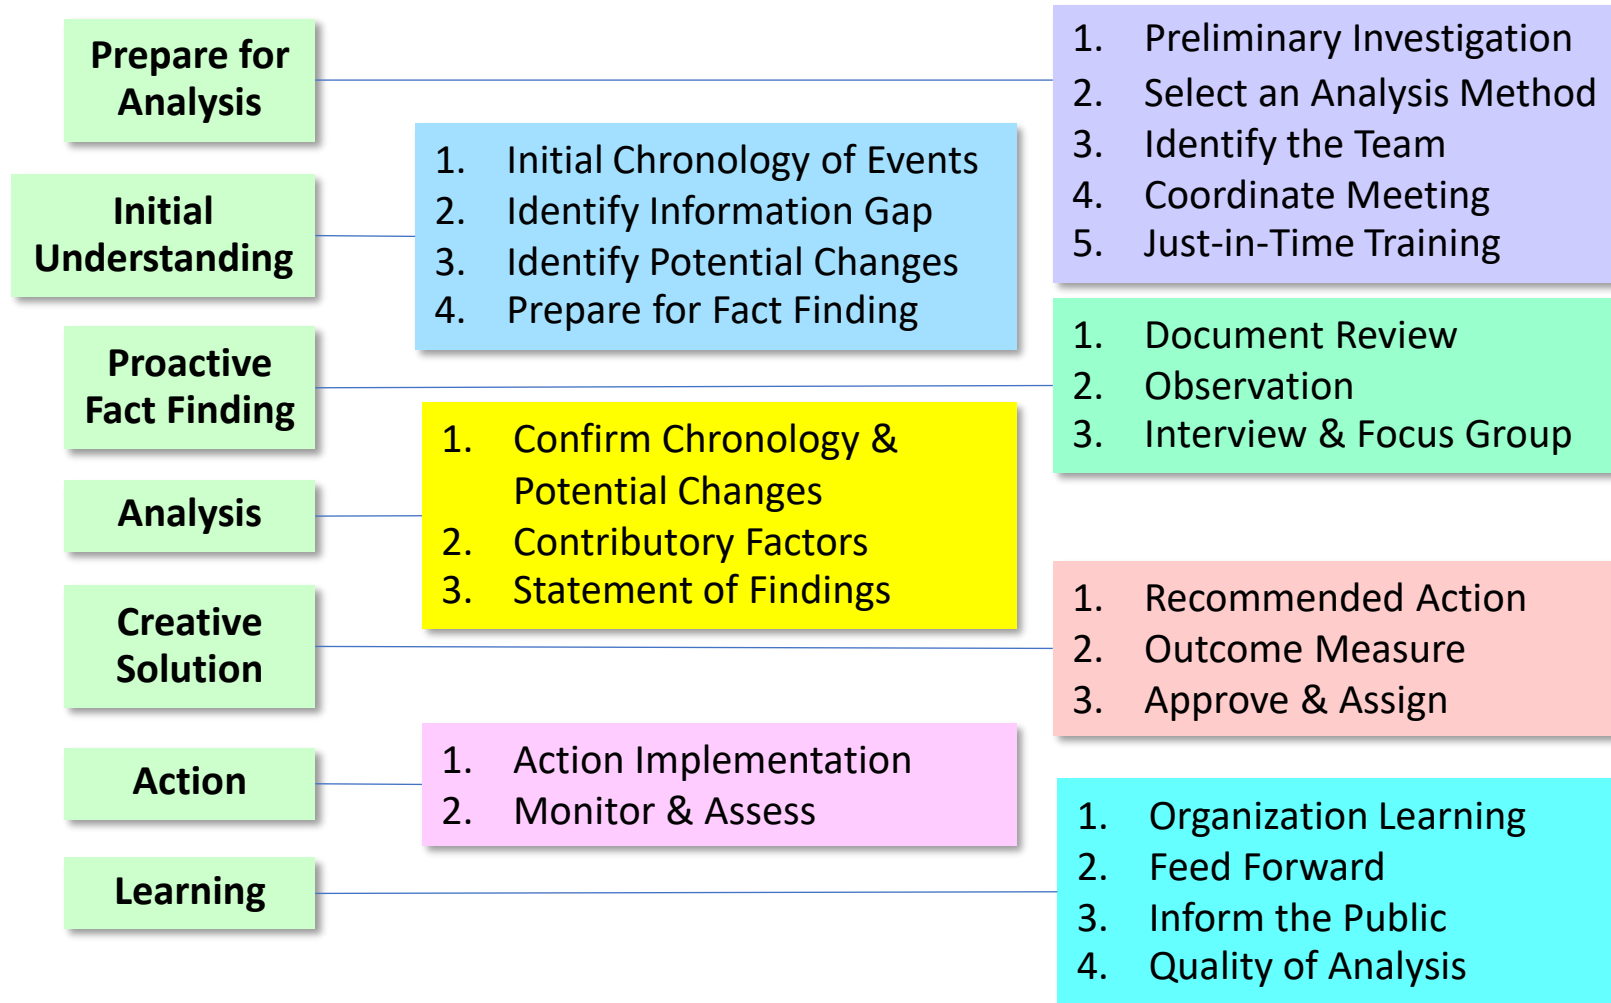 Prepare for
Analysis
1. Preliminary Investigation
2. Select an Analysis Method
3. Identify the Team
4. Coordinate Meeting
5. Just-in-Time Training
Initial
Understanding
1. Initial Chronology of Events
2. Identify Information Gap
3. Identify Potential Changes
4. Prepare for Fact Finding
Proactive
Fact Finding
1. Document Review
2. Observation
3. Interview & Focus Group
Analysis
1. Confirm Chronology &
Potential Changes
2. Contributory Factors
3. Statement of Findings
Creative
Solution
1. Recommended Action
2. Outcome Measure
3. Approve & Assign
Action
1. Action Implementation
2. Monitor & Assess
Learning
1. Organization Learning
2. Feed Forward
3. Inform the Public
4. Quality of Analysis